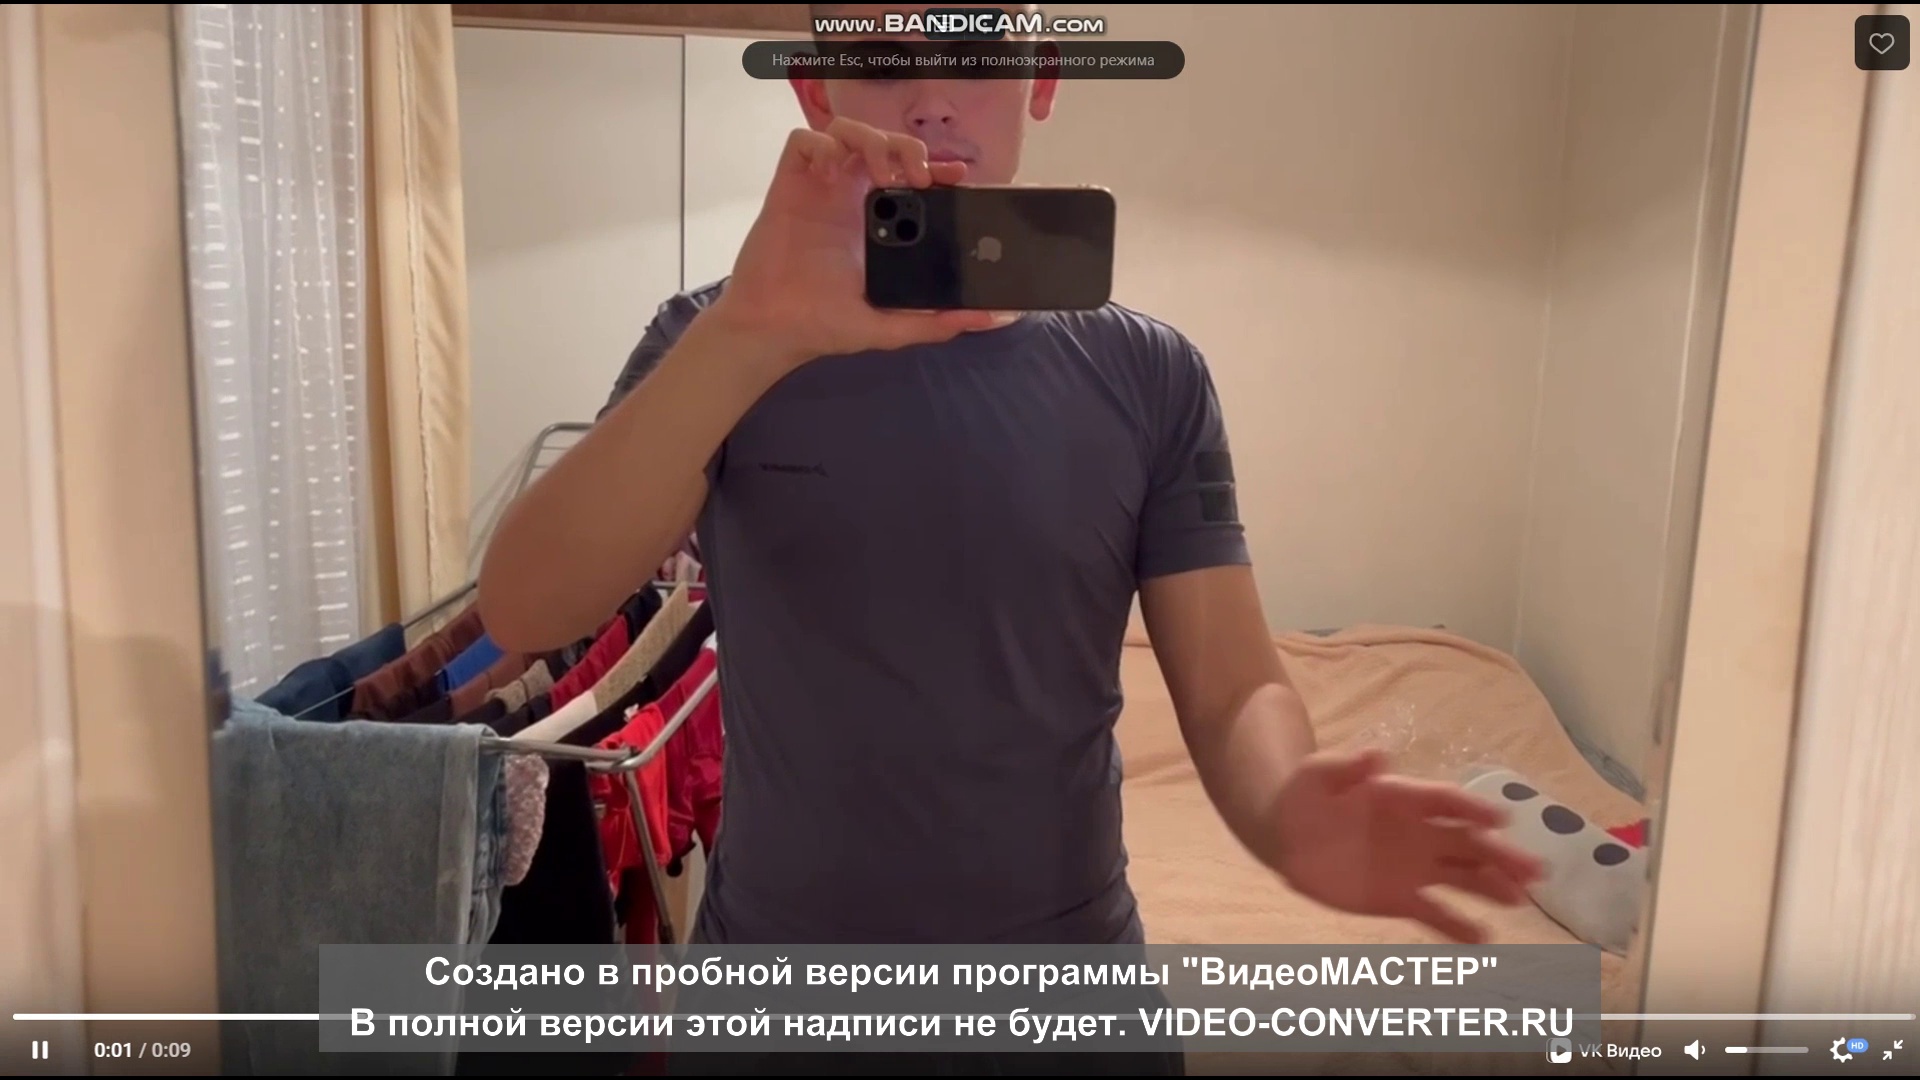 www.BANDICAM.com
Нажмите Esc, чтобы выйти из полноэкранного режима
Создано в пробной версии программы "ВидеоМАСТЕР"
В полной версии этой надписи не будет. VIDEO-CONVERTER.RU
0:01 / 0:09
VK Видео
HD